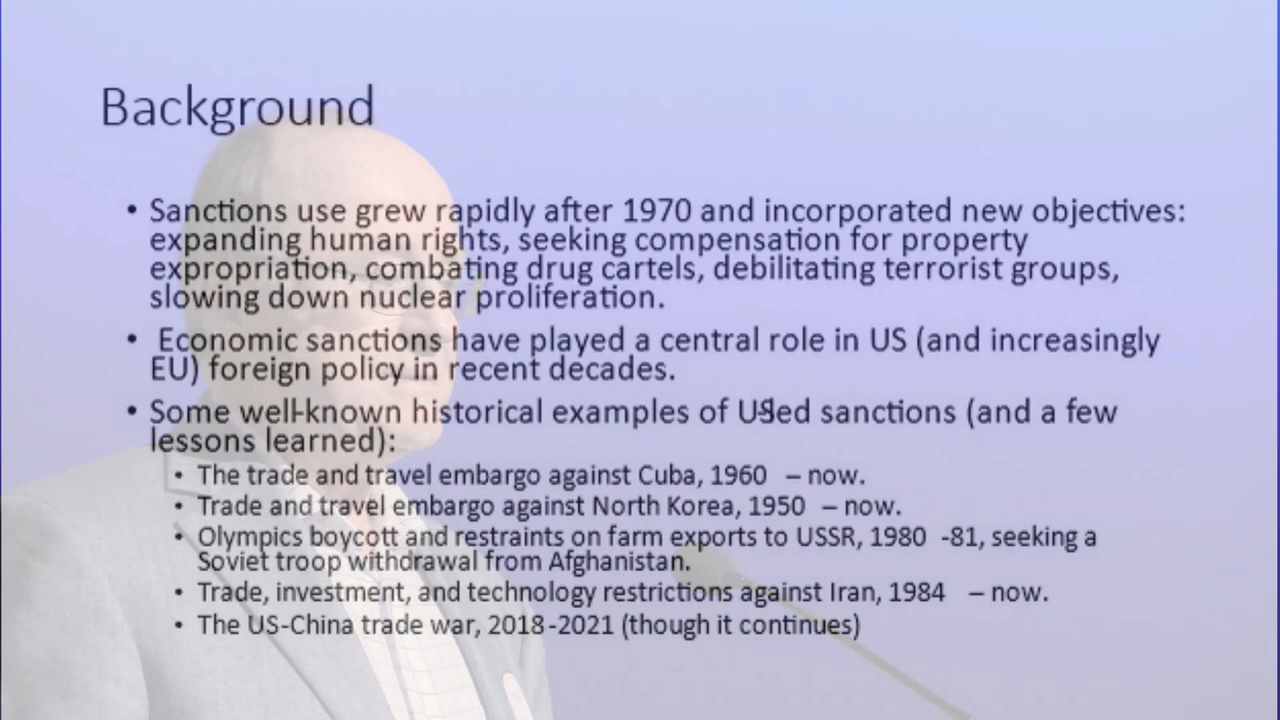 Background
• Sanctions use grew rapidly after 1970 and incorporated new objectives:
expanding human rights, seeking compensation for property
expropriation, combating drug cartels, debilitating terrorist groups,
slowing down nuclear proliferation.
• Economic sanctions have played a central role in US (and increasingly
EU) foreign policy in recent decades.
• Some well-known historical examples of US-led sanctions (and a few
lessons learned):
• The trade and travel embargo against Cuba, 1960 – now.
• Trade and travel embargo against North Korea, 1950 – now.
• Olympics boycott and restraints on farm exports to USSR, 1980 -81, seeking a
Soviet troop withdrawal from Afghanistan.
• Trade, investment, and technology restrictions against Iran, 1984 – now.
• The US-China trade war, 2018-2021 (though it continues)